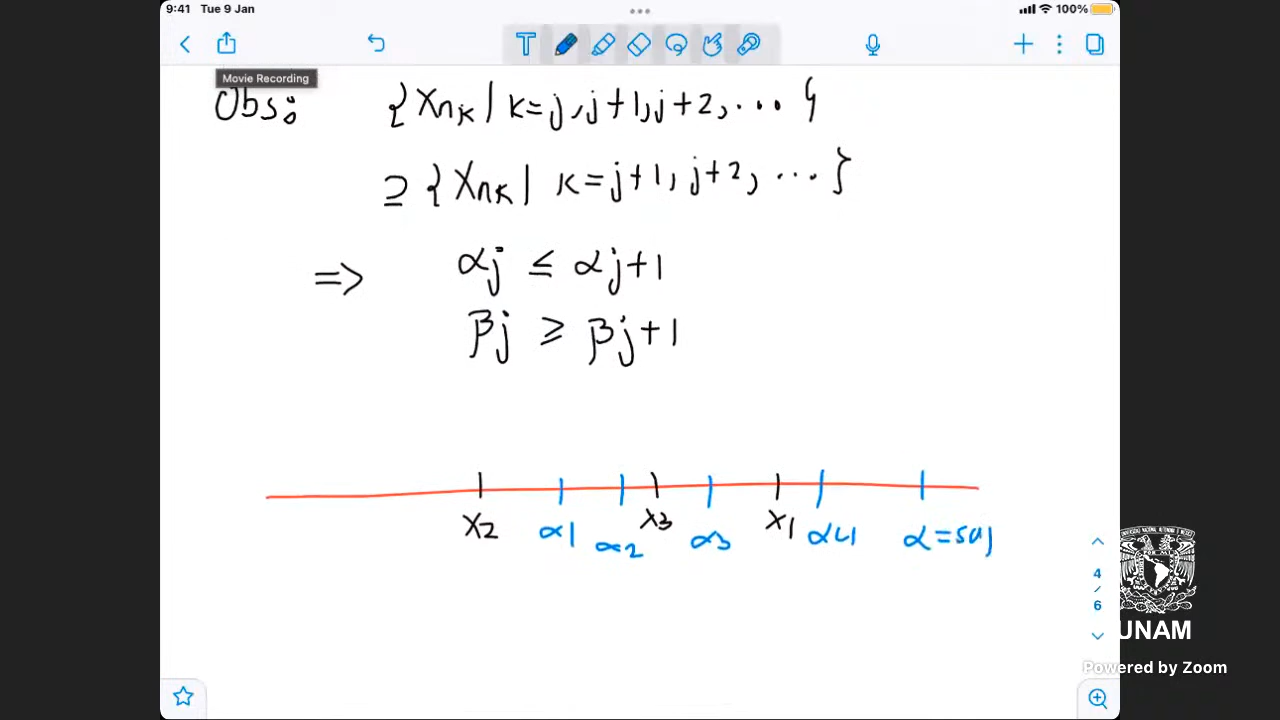 9:41 Tue 9 Jan 100%
Movie Recording
Obs: { Xnk | k=j, j+1, j+2, ... }
⊇ { Xnk | k=j+1, j+2, ... }
=> αj ≤ αj+1
βj ≥ βj+1
x2 α1 α2 x3 α3 x1 α4 α=sαj
4
6
UNAM
Powered by Zoom